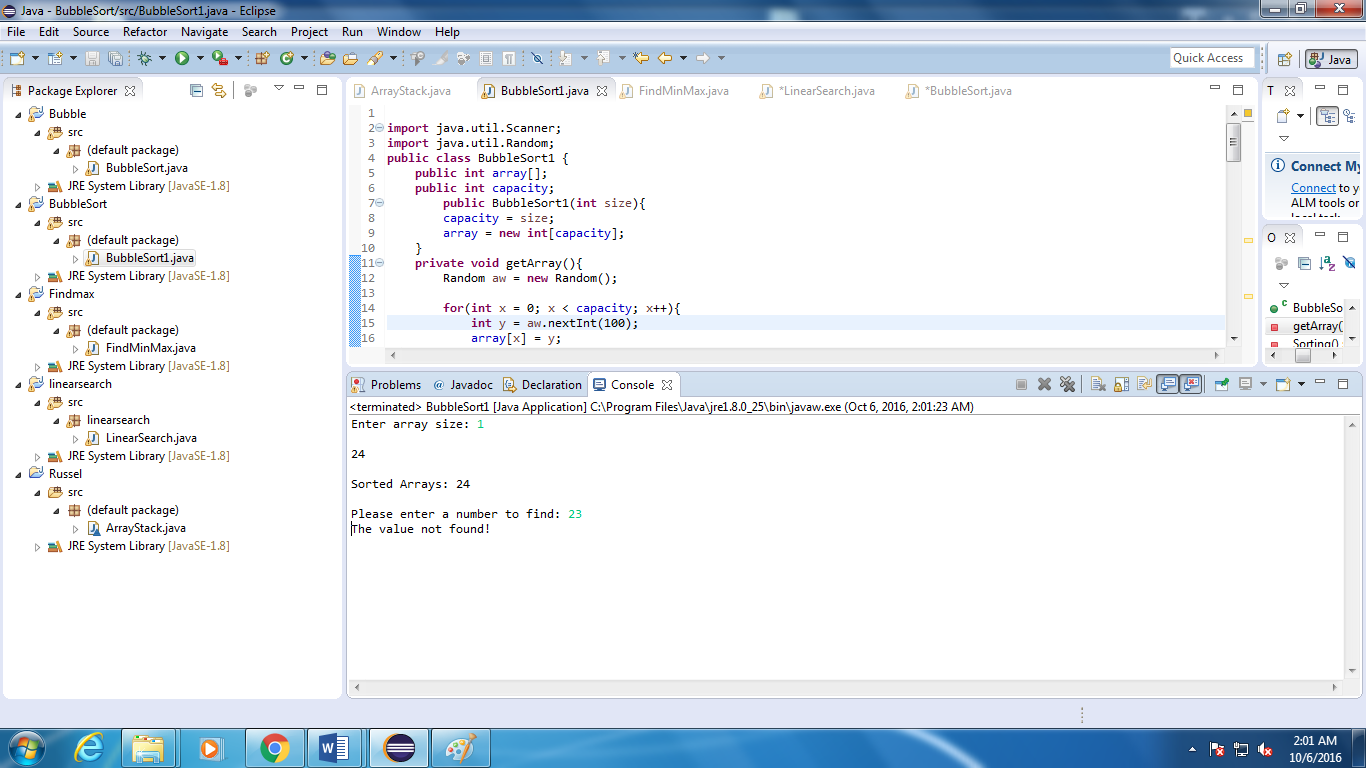 Java - BubbleSort/src/BubbleSort1.java - Eclipse
File Edit Source Refactor Navigate Search Project Run Window Help
Quick Access
Java
Package Explorer
Bubble
src
(default package)
BubbleSort.java
JRE System Library [JavaSE-1.8]
BubbleSort
src
(default package)
BubbleSort1.java
JRE System Library [JavaSE-1.8]
Findmax
src
(default package)
FindMinMax.java
JRE System Library [JavaSE-1.8]
linearsearch
src
linearsearch
LinearSearch.java
JRE System Library [JavaSE-1.8]
Russel
src
(default package)
ArrayStack.java
JRE System Library [JavaSE-1.8]
ArrayStack.java BubbleSort1.java FindMinMax.java *LinearSearch.java *BubbleSort.java
1
2 import java.util.Scanner;
3 import java.util.Random;
4 public class BubbleSort1 {
5 public int array[];
6 public int capacity;
7 public BubbleSort1(int size){
8 capacity = size;
9 array = new int[capacity];
10 }
11 private void getArray(){
12 Random aw = new Random();
13
14 for(int x = 0; x < capacity; x++){
15 int y = aw.nextInt(100);
16 array[x] = y;
T
Connect My
Connect to y
ALM tools or
local task
O
BubbleSo
getArray(
Sorting() :
Problems @ Javadoc Declaration Console
<terminated> BubbleSort1 [Java Application] C:\Program Files\Java\jre1.8.0_25\bin\javaw.exe (Oct 6, 2016, 2:01:23 AM)
Enter array size: 1
24
Sorted Arrays: 24
Please enter a number to find: 23
The value not found!
2:01 AM
10/6/2016